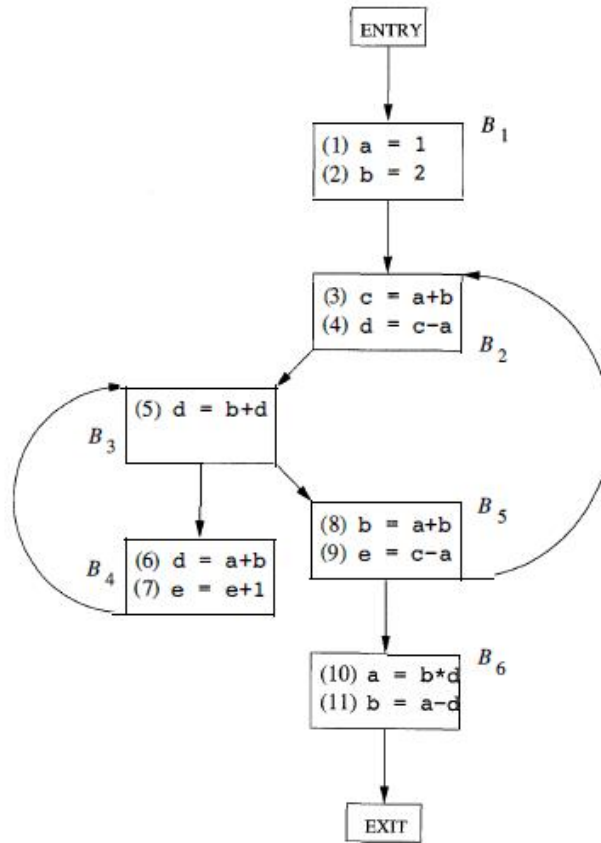 ENTRY
B1
(1) a = 1
(2) b = 2
(3) c = a+b
(4) d = c-a
B2
(5) d = b+d
B3
B5
(8) b = a+b
(9) e = c-a
B4
(6) d = a+b
(7) e = e+1
B6
(10) a = b*d
(11) b = a-d
EXIT